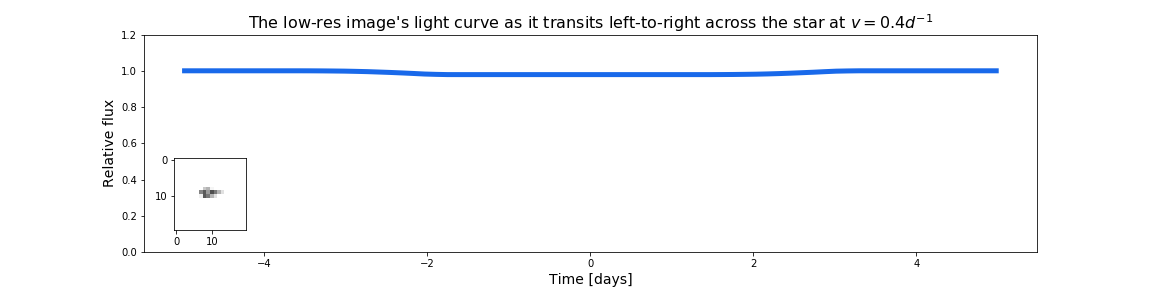 The low-res image's light curve as it transits left-to-right across the star at v = 0.4d⁻¹
1.2
1.0
0.8
0.6
0.4
0.2
0.0
Relative flux
0
10
0 10
−4 −2 0 2 4
Time [days]